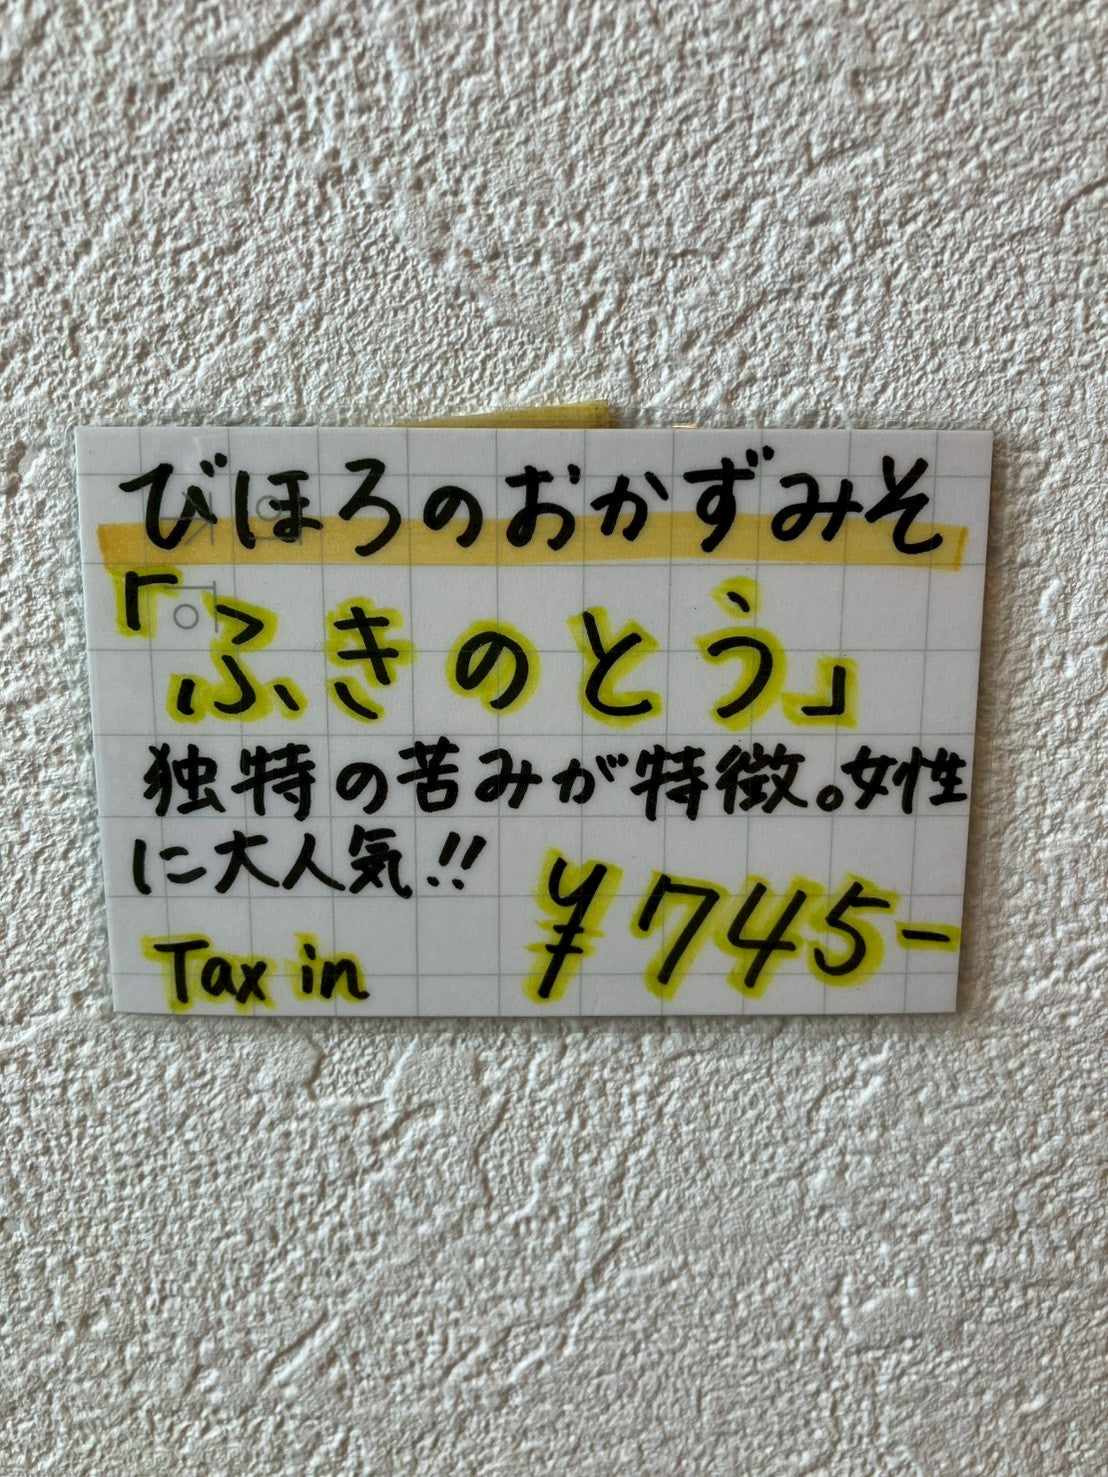 びほろのおかずみそ
「ふきのとう」
独特の苦みが特徴。女性
に大人気!!
¥745-
Tax in